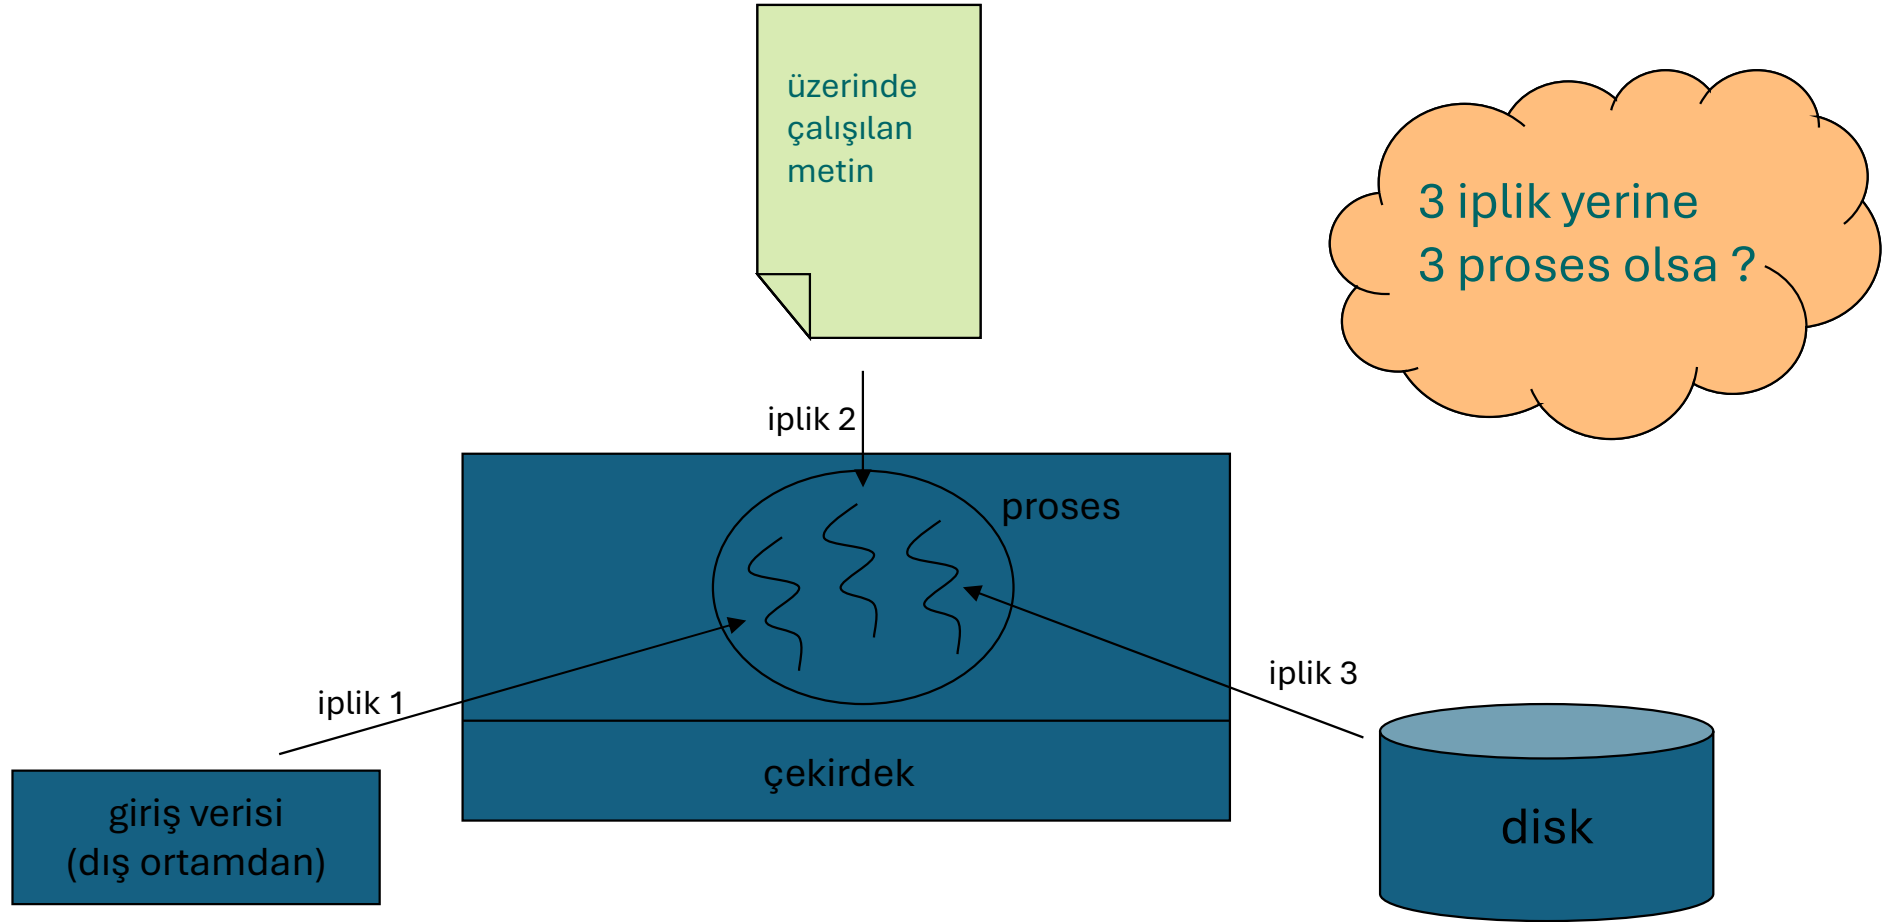 üzerinde
çalışılan
metin
3 iplik yerine
3 proses olsa ?
iplik 2
proses
iplik 1
iplik 3
çekirdek
giriş verisi
(dış ortamdan)
disk